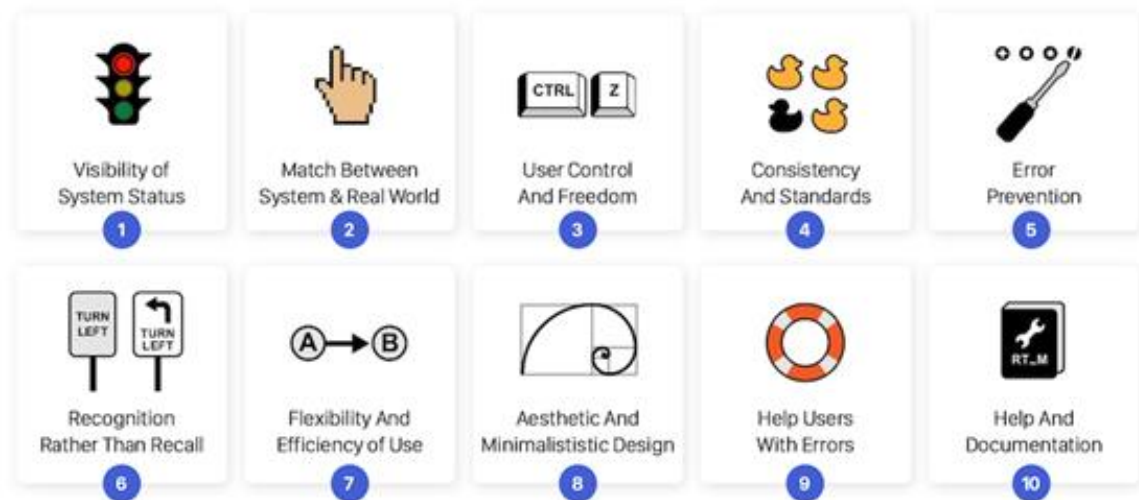 Visibility of
System Status
1
Match Between
System & Real World
2
CTRL
Z
User Control
And Freedom
3
Consistency
And Standards
4
Error
Prevention
5
TURN
LEFT
TURN
LEFT
Recognition
Rather Than Recall
6
A
B
Flexibility And
Efficiency of Use
7
Aesthetic And
Minimalististic Design
8
Help Users
With Errors
9
RT_M
Help And
Documentation
10